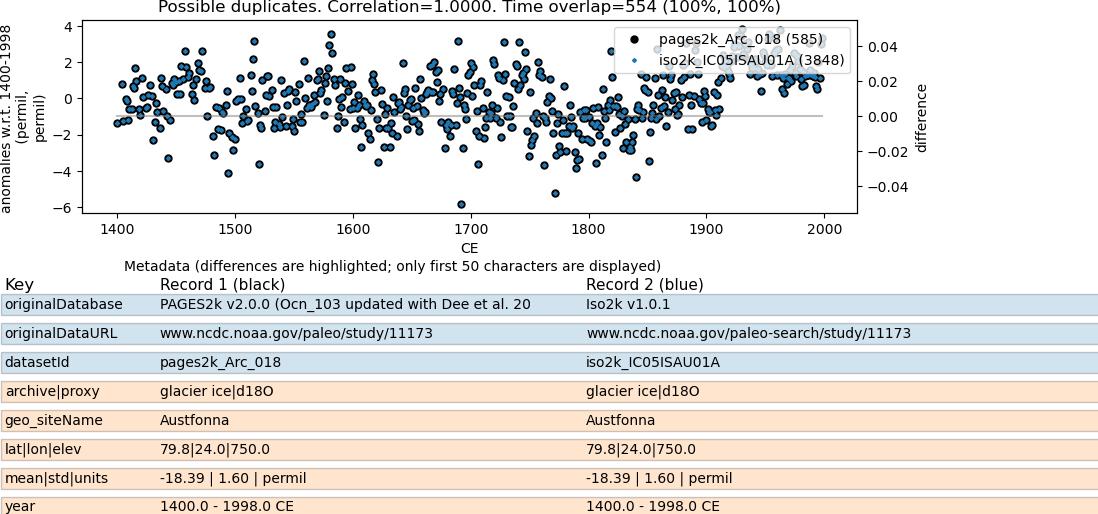 Possible duplicates. Correlation=1.0000. Time overlap=554 (100%, 100%)
anomalies w.r.t. 1400-1998
(permil,
permil)
4
2
0
−2
−4
−6
pages2k_Arc_018 (585)
iso2k_IC05ISAU01A (3848)
0.04
0.02
0.00
−0.02
−0.04
difference
1400 1500 1600 1700 1800 1900 2000
CE
Metadata (differences are highlighted; only first 50 characters are displayed)
Key Record 1 (black) Record 2 (blue)
originalDatabase PAGES2k v2.0.0 (Ocn_103 updated with Dee et al. 20 Iso2k v1.0.1
originalDataURL www.ncdc.noaa.gov/paleo/study/11173 www.ncdc.noaa.gov/paleo-search/study/11173
datasetId pages2k_Arc_018 iso2k_IC05ISAU01A
archive|proxy glacier ice|d18O glacier ice|d18O
geo_siteName Austfonna Austfonna
lat|lon|elev 79.8|24.0|750.0 79.8|24.0|750.0
mean|std|units -18.39 | 1.60 | permil -18.39 | 1.60 | permil
year 1400.0 - 1998.0 CE 1400.0 - 1998.0 CE